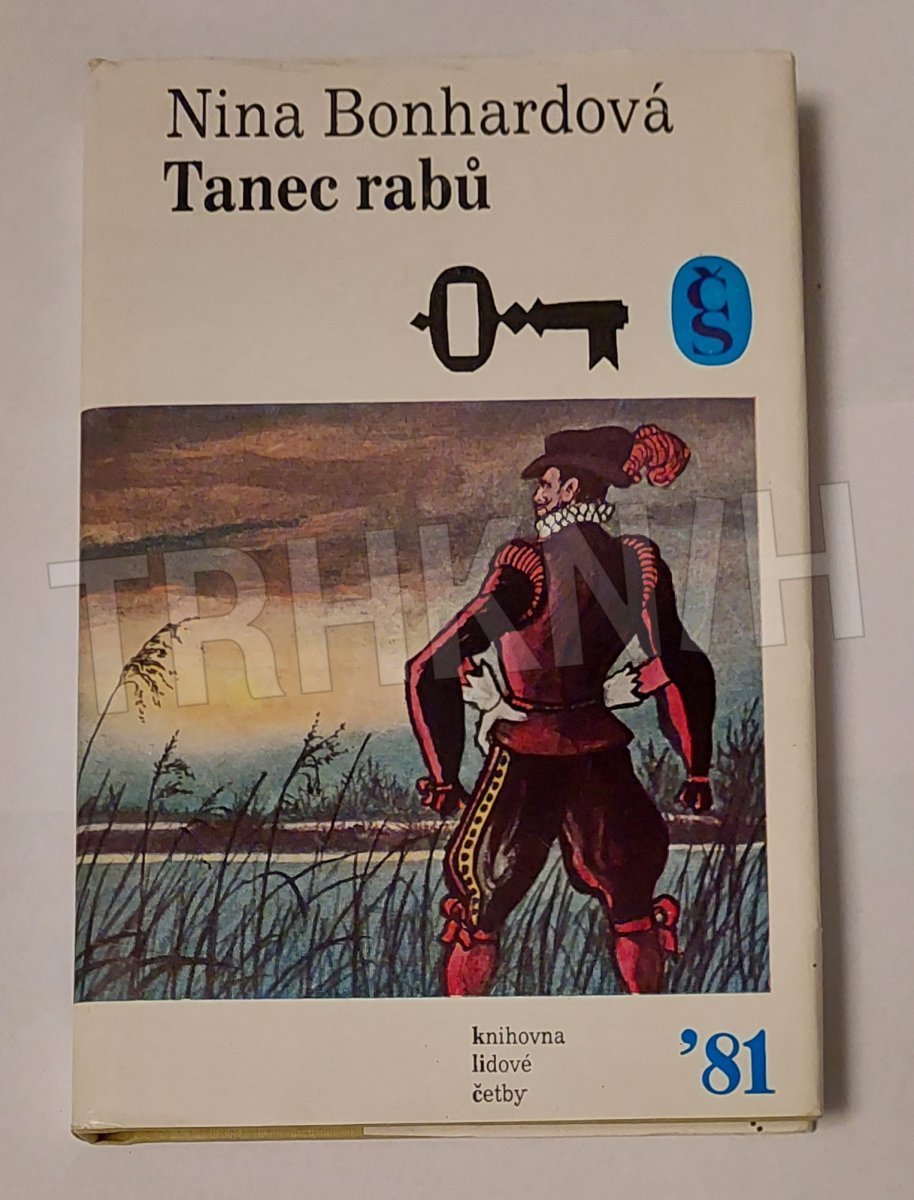 Nina Bonhardová
Tanec rabů
čs
TRHKNIH
knihovna
lidové
četby
'81